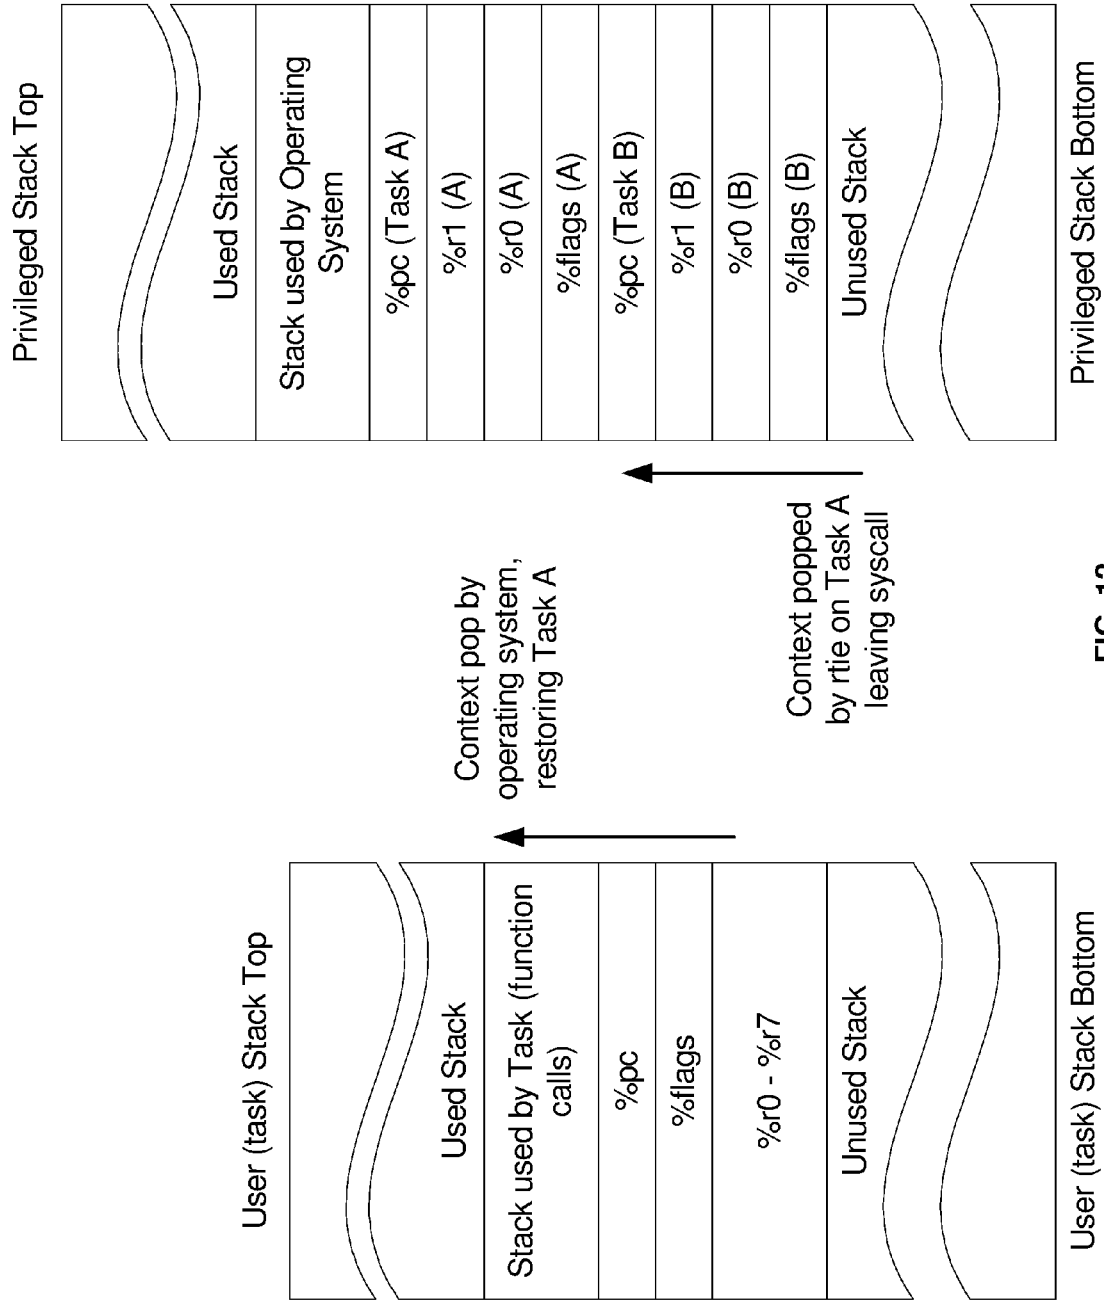 User (task) Stack Top
Used Stack
Stack used by Task (function
calls)
%pc
%flags
%r0 - %r7
Unused Stack
User (task) Stack Bottom
Context pop by
operating system,
restoring Task A
Context popped
by rtie on Task A
leaving syscall
Privileged Stack Top
Used Stack
Stack used by Operating
System
%pc (Task A)
%r1 (A)
%r0 (A)
%flags (A)
%pc (Task B)
%r1 (B)
%r0 (B)
%flags (B)
Unused Stack
Privileged Stack Bottom
FIG.